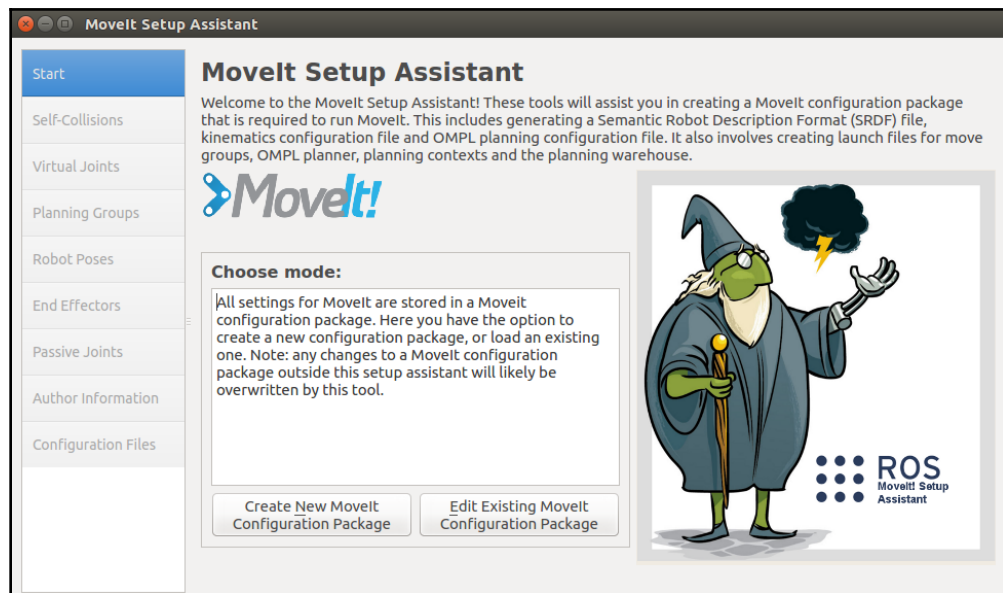 MoveIt Setup Assistant
Start
Self-Collisions
Virtual Joints
Planning Groups
Robot Poses
End Effectors
Passive Joints
Author Information
Configuration Files
MoveIt Setup Assistant
Welcome to the MoveIt Setup Assistant! These tools will assist you in creating a MoveIt configuration package
that is required to run MoveIt. This includes generating a Semantic Robot Description Format (SRDF) file,
kinematics configuration file and OMPL planning configuration file. It also involves creating launch files for move
groups, OMPL planner, planning contexts and the planning warehouse.
MoveIt!
Choose mode:
All settings for MoveIt are stored in a Moveit
configuration package. Here you have the option to
create a new configuration package, or load an existing
one. Note: any changes to a MoveIt configuration
package outside this setup assistant will likely be
overwritten by this tool.
Create New MoveIt
Configuration Package
Edit Existing MoveIt
Configuration Package
ROS
MoveIt! Setup
Assistant